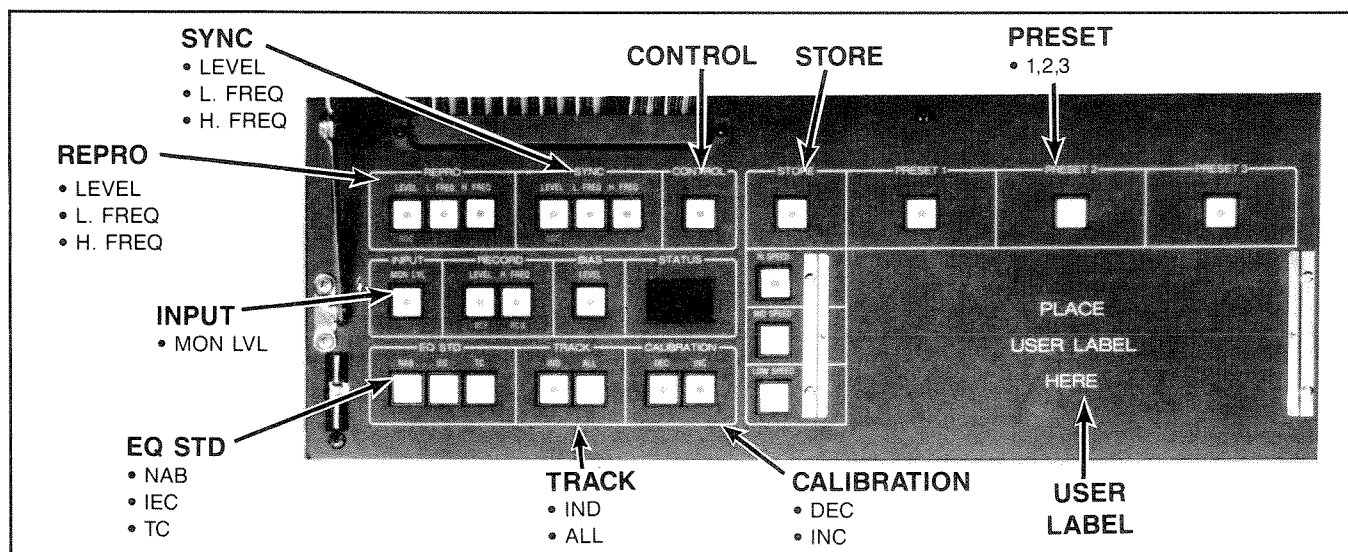 SYNC
• LEVEL
• L. FREQ
• H. FREQ
CONTROL
STORE
PRESET
• 1,2,3
REPRO
• LEVEL
• L. FREQ
• H. FREQ
INPUT
• MON LVL
EQ STD
• NAB
• IEC
• TC
TRACK
• IND
• ALL
CALIBRATION
• DEC
• INC
USER
LABEL
REPRO
LEVEL L. FREQ H. FREQ
SYNC
LEVEL L. FREQ H. FREQ
CONTROL
STORE
PRESET 1
PRESET 2
PRESET 3
INPUT
MON LVL
RECORD
LEVEL H. FREQ
BIAS
LEVEL
STATUS
EQ STD
NAB TC
TRACK
IND ALL
CALIBRATION
DEC INC
HI SPEED
MID SPEED
LOW SPEED
PLACE
USER LABEL
HERE